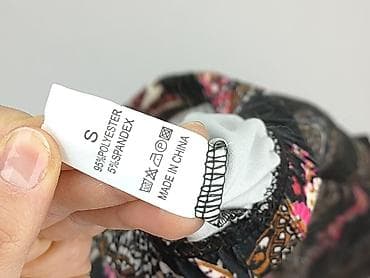 S
95%POLYESTER
5%SPANDEX
MADE IN CHINA